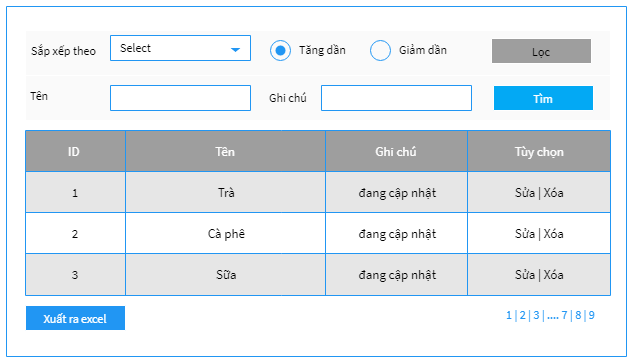 Sắp xếp theo Select Tăng dần Giảm dần Lọc
Tên Ghi chú Tìm
ID Tên Ghi chú Tùy chọn
1 Trà đang cập nhật Sửa | Xóa
2 Cà phê đang cập nhật Sửa | Xóa
3 Sữa đang cập nhật Sửa | Xóa
Xuất ra excel 1 | 2 | 3 | .... 7 | 8 | 9